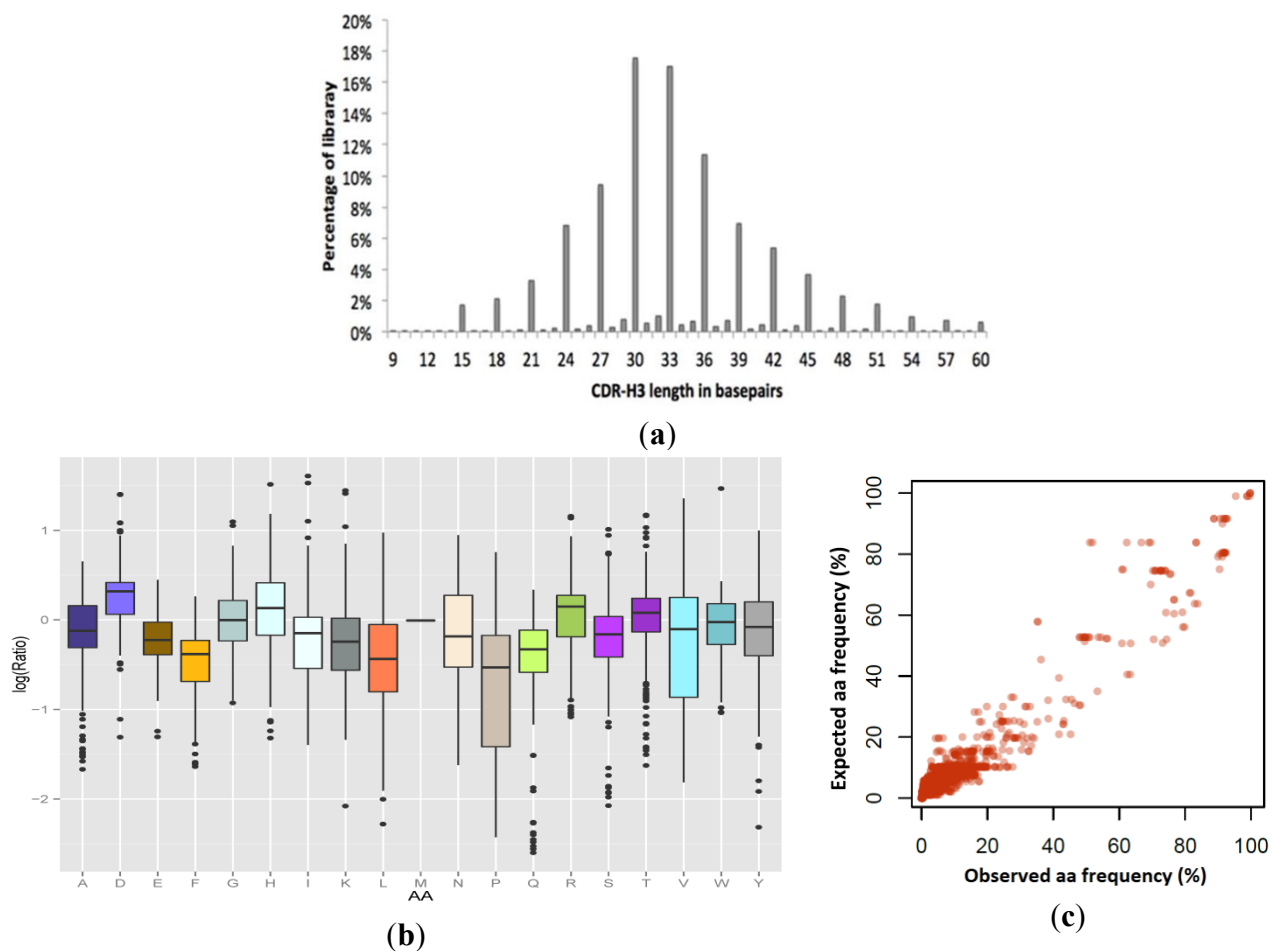 20%
18%
16%
14%
12%
10%
8%
6%
4%
2%
0%
Percentage of libraray
9 12 15 18 21 24 27 30 33 36 39 42 45 48 51 54 57 60
CDR-H3 length in basepairs
(a)
1
0
−1
−2
log(Ratio)
A D E F G H I K L M N P Q R S T V W Y
AA
(b)
100
80
60
40
20
0
Expected aa frequency (%)
0 20 40 60 80 100
Observed aa frequency (%)
(c)